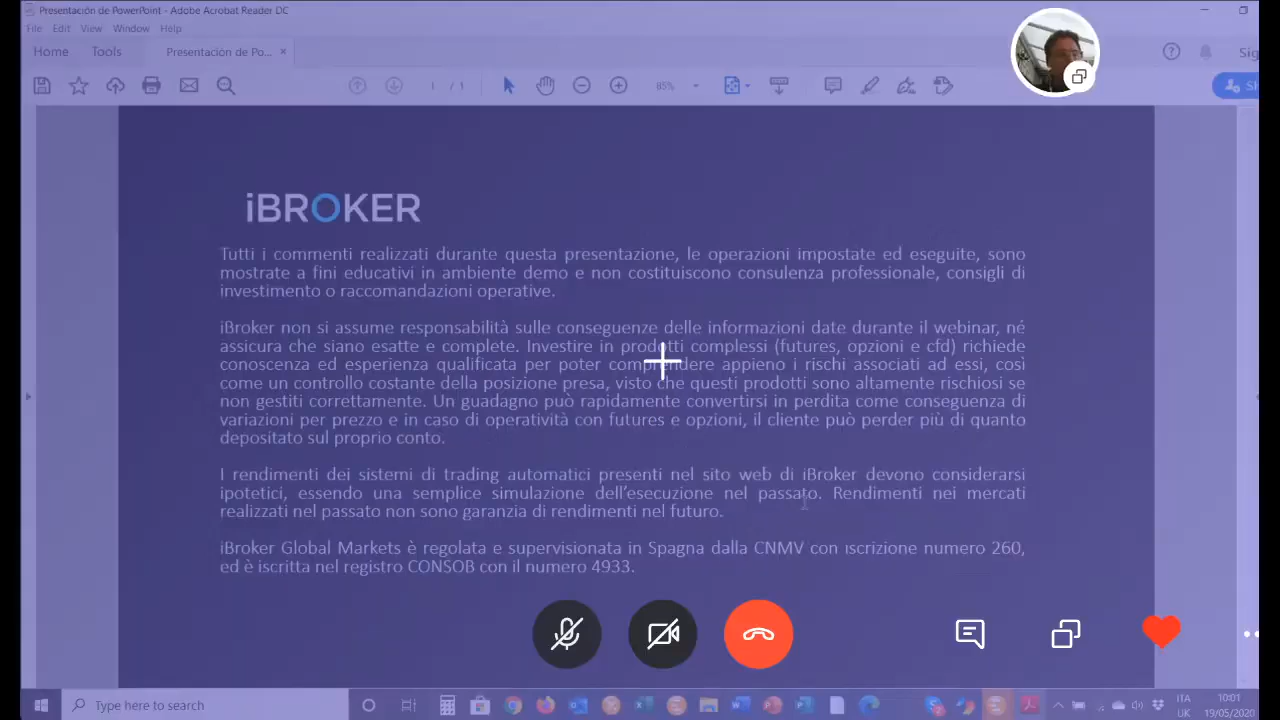 Presentación de PowerPoint - Adobe Acrobat Reader DC
File Edit View Window Help
Home Tools Presentación de Po... ×
1 / 1 85%
iBROKER
Tutti i commenti realizzati durante questa presentazione, le operazioni impostate ed eseguite, sono
mostrate a fini educativi in ambiente demo e non costituiscono consulenza professionale, consigli di
investimento o raccomandazioni operative.
iBroker non si assume responsabilità sulle conseguenze delle informazioni date durante il webinar, né
assicura che siano esatte e complete. Investire in prodotti complessi (futures, opzioni e cfd) richiede
conoscenza ed esperienza qualificata per poter comprendere appieno i rischi associati ad essi, così
come un controllo costante della posizione presa, visto che questi prodotti sono altamente rischiosi se
non gestiti correttamente. Un guadagno può rapidamente convertirsi in perdita come conseguenza di
variazioni per prezzo e in caso di operatività con futures e opzioni, il cliente può perder più di quanto
depositato sul proprio conto.
I rendimenti dei sistemi di trading automatici presenti nel sito web di iBroker devono considerarsi
ipotetici, essendo una semplice simulazione dell'esecuzione nel passato. Rendimenti nei mercati
realizzati nel passato non sono garanzia di rendimenti nel futuro.
iBroker Global Markets è regolata e supervisionata in Spagna dalla CNMV con iscrizione numero 260,
ed è iscritta nel registro CONSOB con il numero 4933.
Type here to search
ITA 10:01
UK 19/05/2020